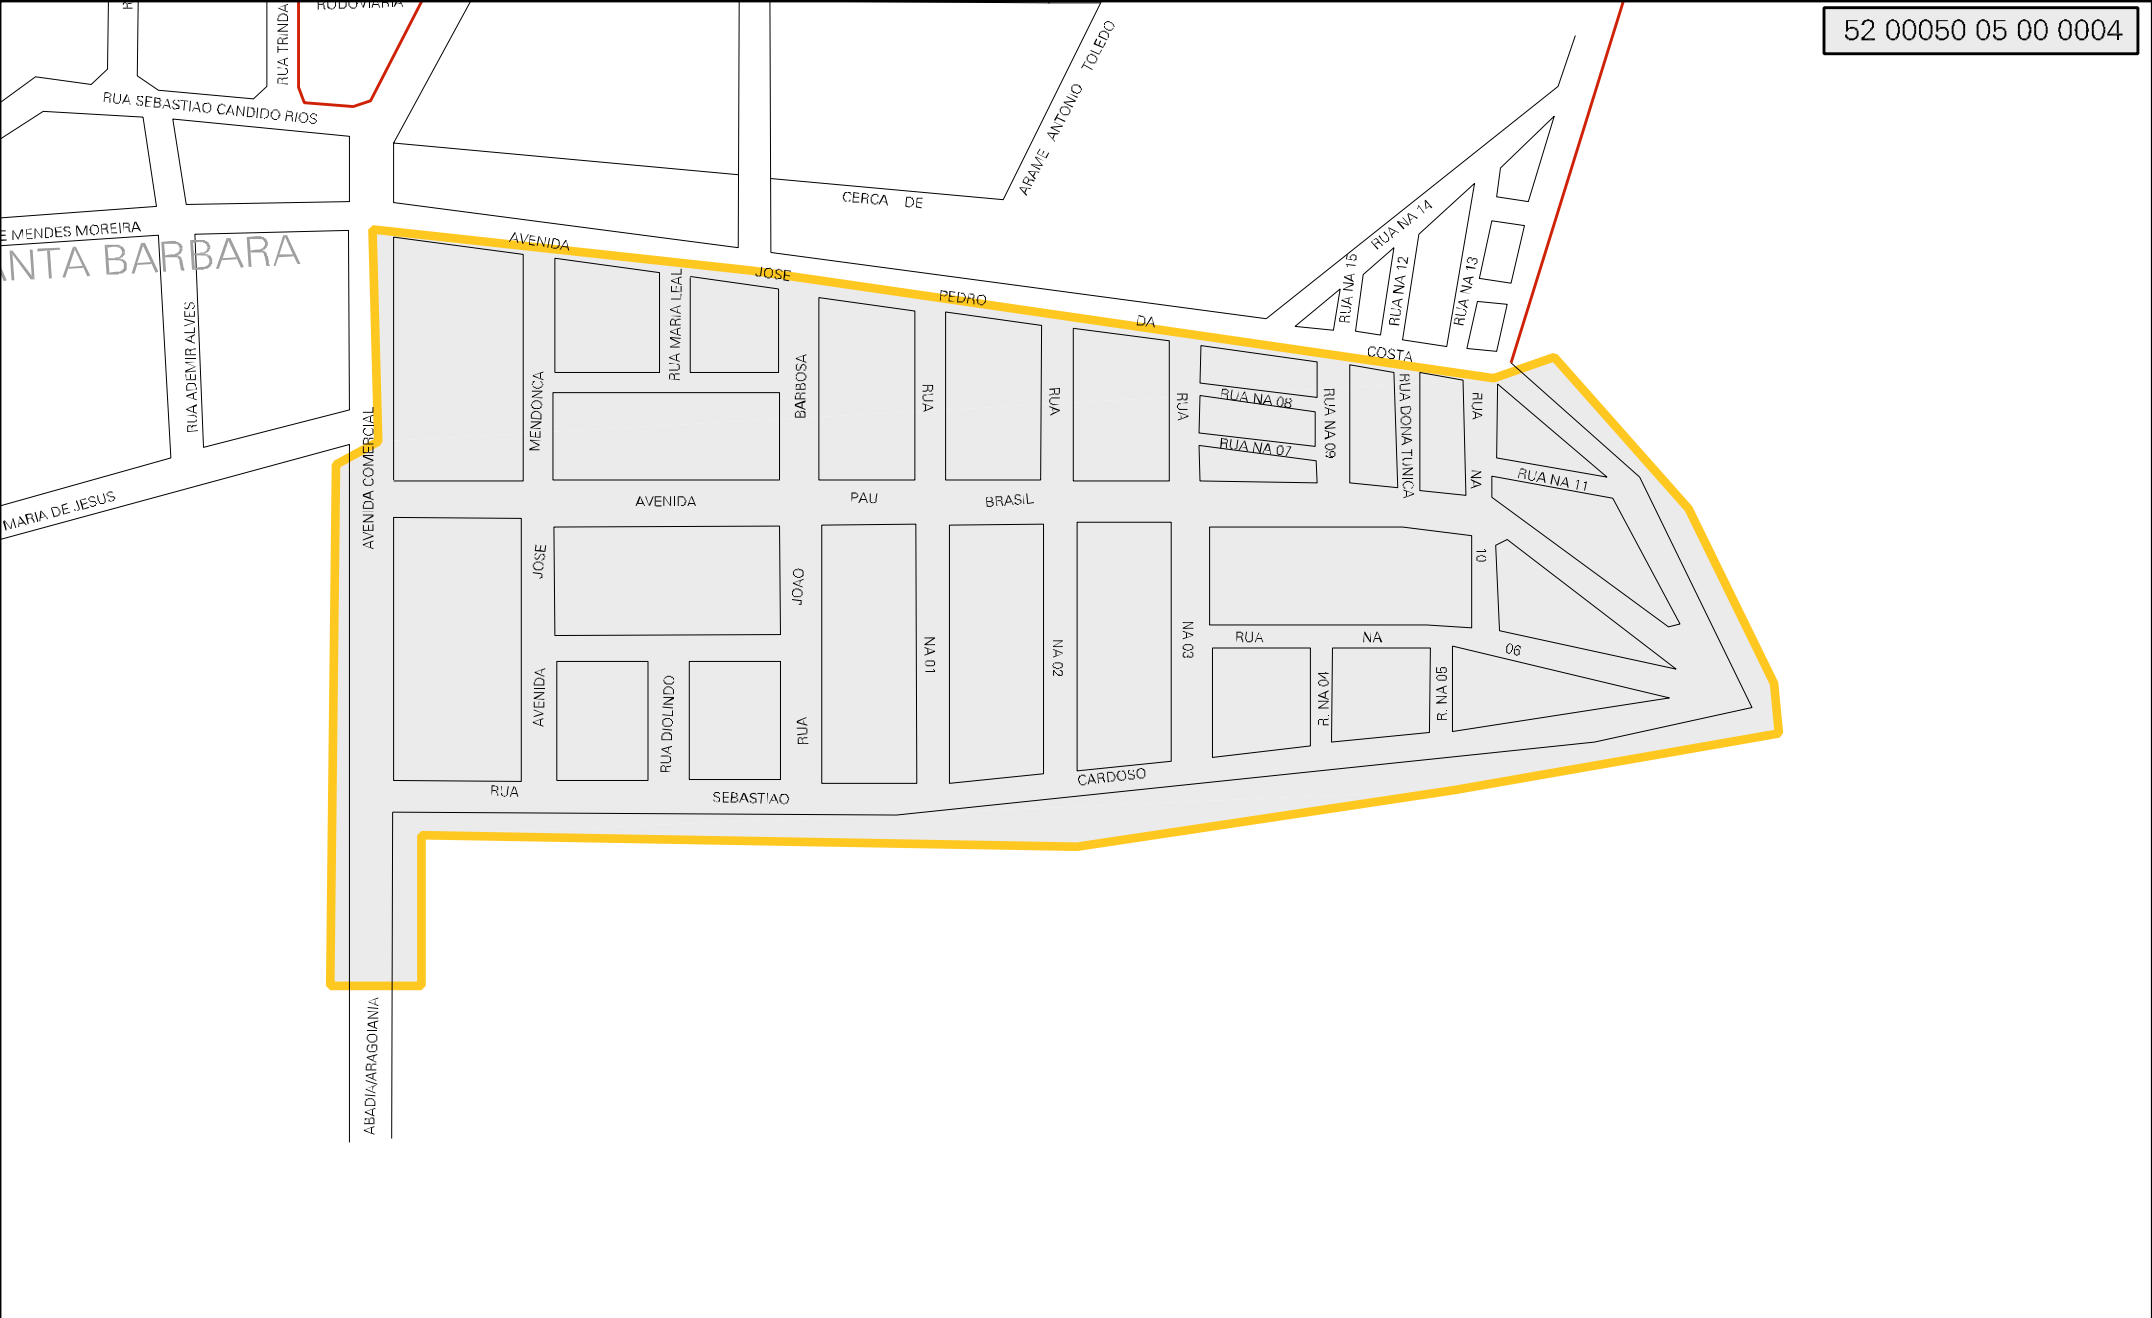 RODOVIARIA
RUA TRINDA
52 00050 05 00 0004
RUA SEBASTIAO CANDIDO RIOS
ARAME ANTONIO TOLEDO
CERCA DE
E MENDES MOREIRA
ANTA BARBARA
RUA ADEMIR ALVES
MARIA DE JESUS
AVENIDA COMERCIAL
AVENIDA JOSE PEDRO DA COSTA
RUA NA 14
RUA NA 15
RUA NA 12
RUA NA 13
RUA MARIA LEAL
AVENIDA JOSE MENDONCA
RUA JOAO BARBOSA
RUA NA 01
RUA NA 02
RUA NA 03
RUA NA 08
RUA NA 07
RUA NA 09
RUA DONA TUNICA
RUA NA 10
RUA NA 11
AVENIDA PAU BRASIL
RUA NA 06
R. NA 04
R. NA 05
RUA DIOLINDO
RUA SEBASTIAO CARDOSO
ABADIA/ARAGOIANIA